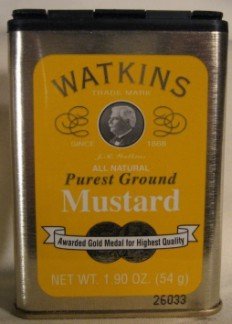 WATKINS
TRADE MARK
SINCE 1868
J. R. Watkins
ALL NATURAL
Purest Ground
Mustard
Awarded Gold Medal for Highest Quality
NET WT. 1.90 OZ. (54 g)
26033